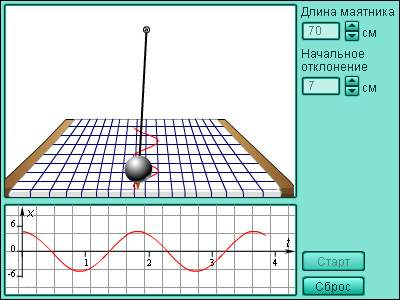 Длина маятника
70 см
Начальное
отклонение
7 см
x
6
-6
1 2 3 4
t
Старт
Сброс